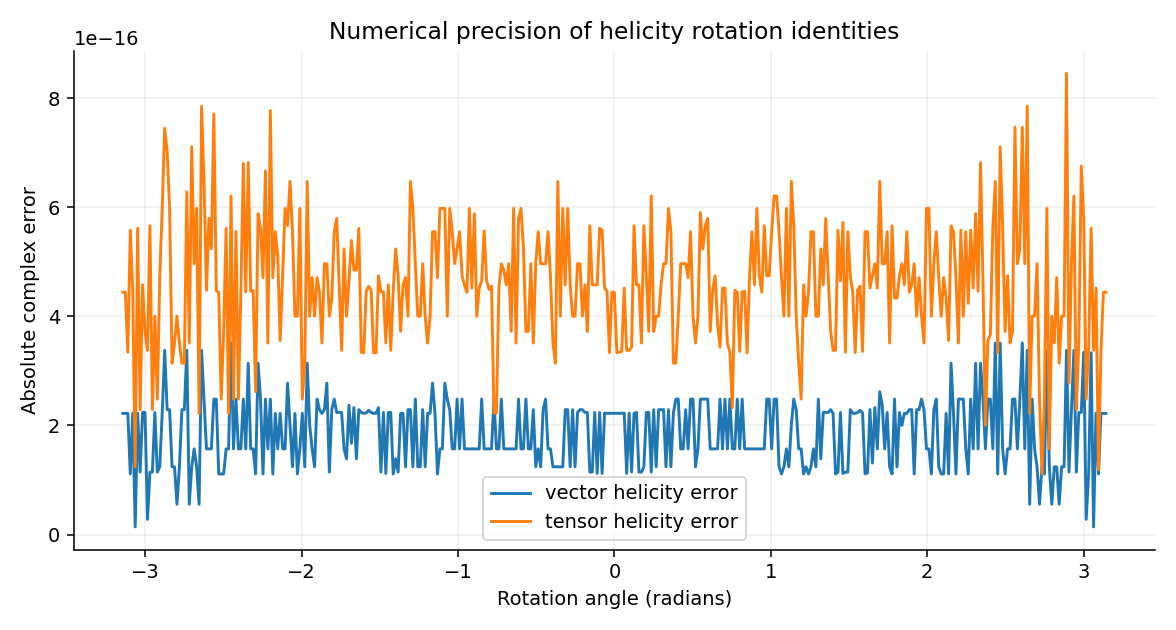 Numerical precision of helicity rotation identities
1e−16
8
6
4
2
0
Absolute complex error
−3
−2
−1
0
1
2
3
Rotation angle (radians)
vector helicity error
tensor helicity error